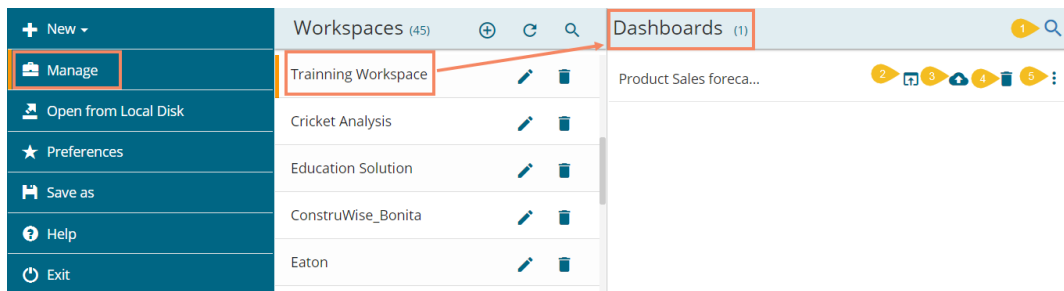 New
Manage
Open from Local Disk
Preferences
Save as
Help
Exit
Workspaces (45)
Trainning Workspace
Cricket Analysis
Education Solution
ConstruWise_Bonita
Eaton
Dashboards (1)
1
Product Sales foreca...
2 3 4 5